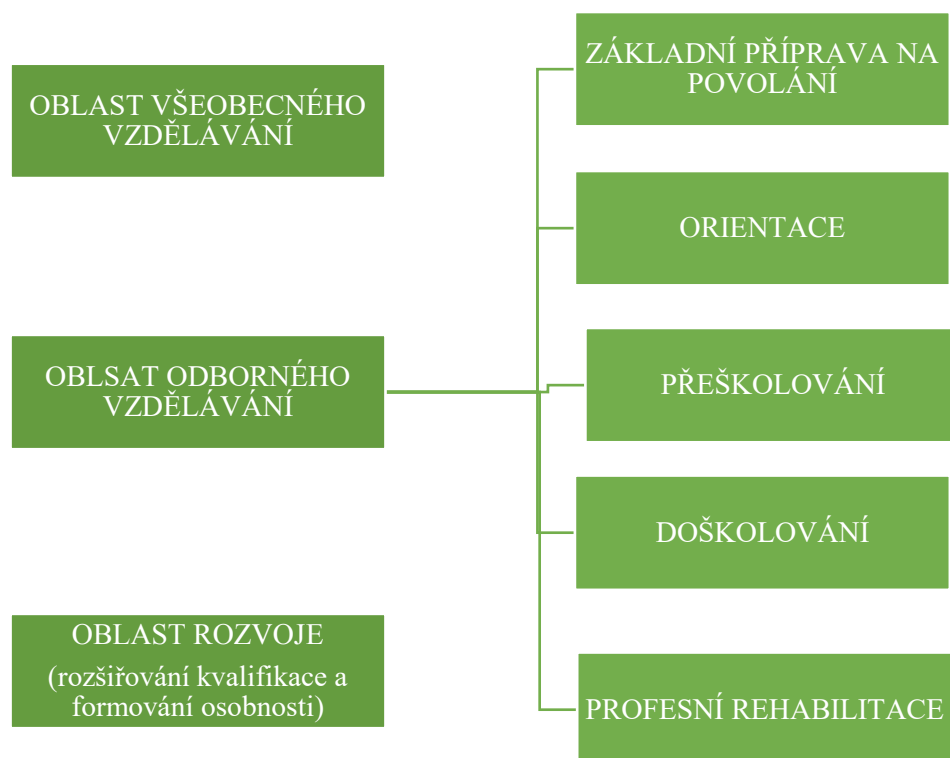 OBLAST VŠEOBECNÉHO
VZDĚLÁVÁNÍ
OBLSAT ODBORNÉHO
VZDĚLÁVÁNÍ
OBLAST ROZVOJE
(rozšiřování kvalifikace a
formování osobnosti)
ZÁKLADNÍ PŘÍPRAVA NA
POVOLÁNÍ
ORIENTACE
PŘEŠKOLOVÁNÍ
DOŠKOLOVÁNÍ
PROFESNÍ REHABILITACE